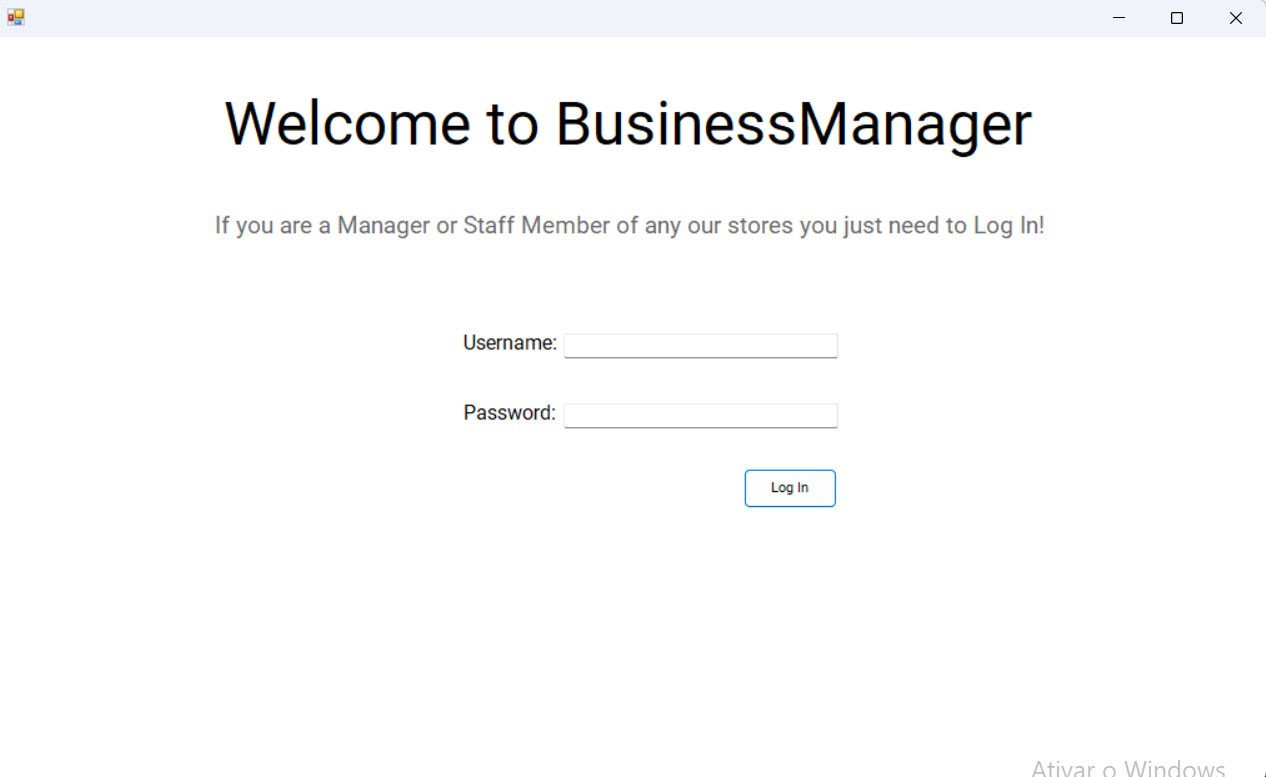 Welcome to BusinessManager
If you are a Manager or Staff Member of any our stores you just need to Log In!
Username:
Password:
Log In
Ativar o Windows